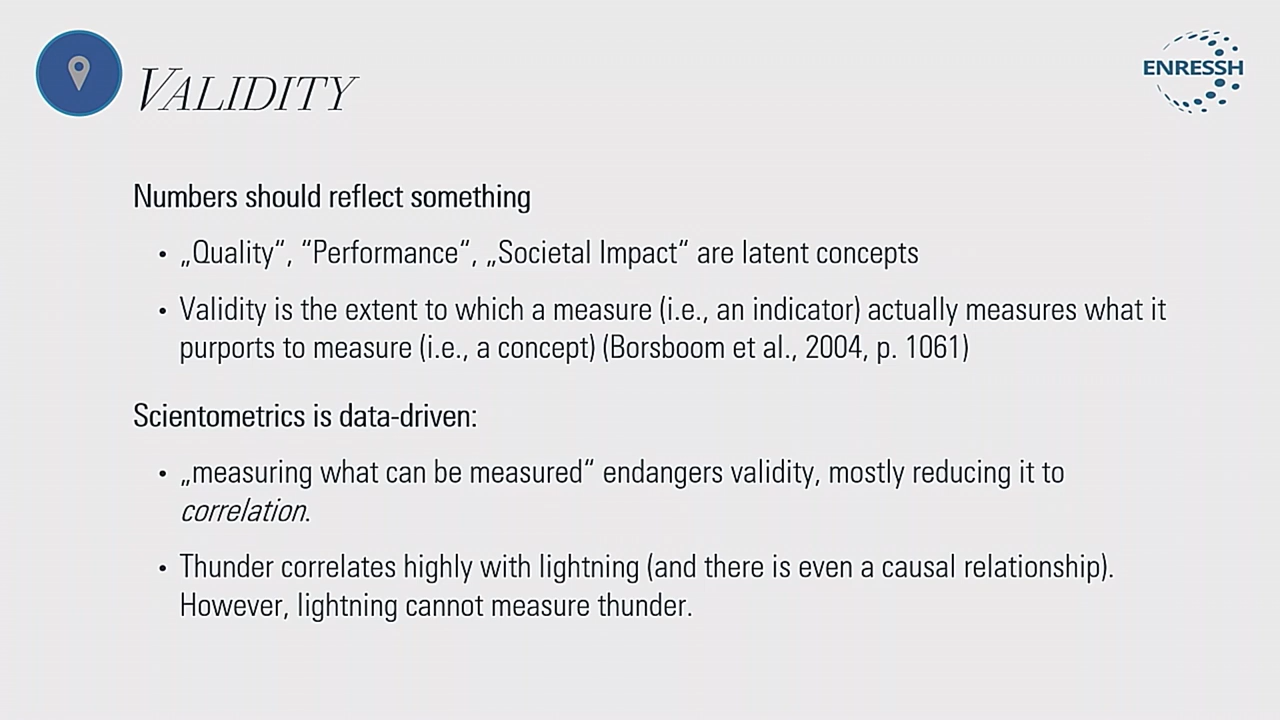 VALIDITY
ENRESSH
Numbers should reflect something
• „Quality“, “Performance“, „Societal Impact“ are latent concepts
• Validity is the extent to which a measure (i.e., an indicator) actually measures what it
purports to measure (i.e., a concept) (Borsboom et al., 2004, p. 1061)
Scientometrics is data-driven:
• „measuring what can be measured“ endangers validity, mostly reducing it to
correlation.
• Thunder correlates highly with lightning (and there is even a causal relationship).
However, lightning cannot measure thunder.